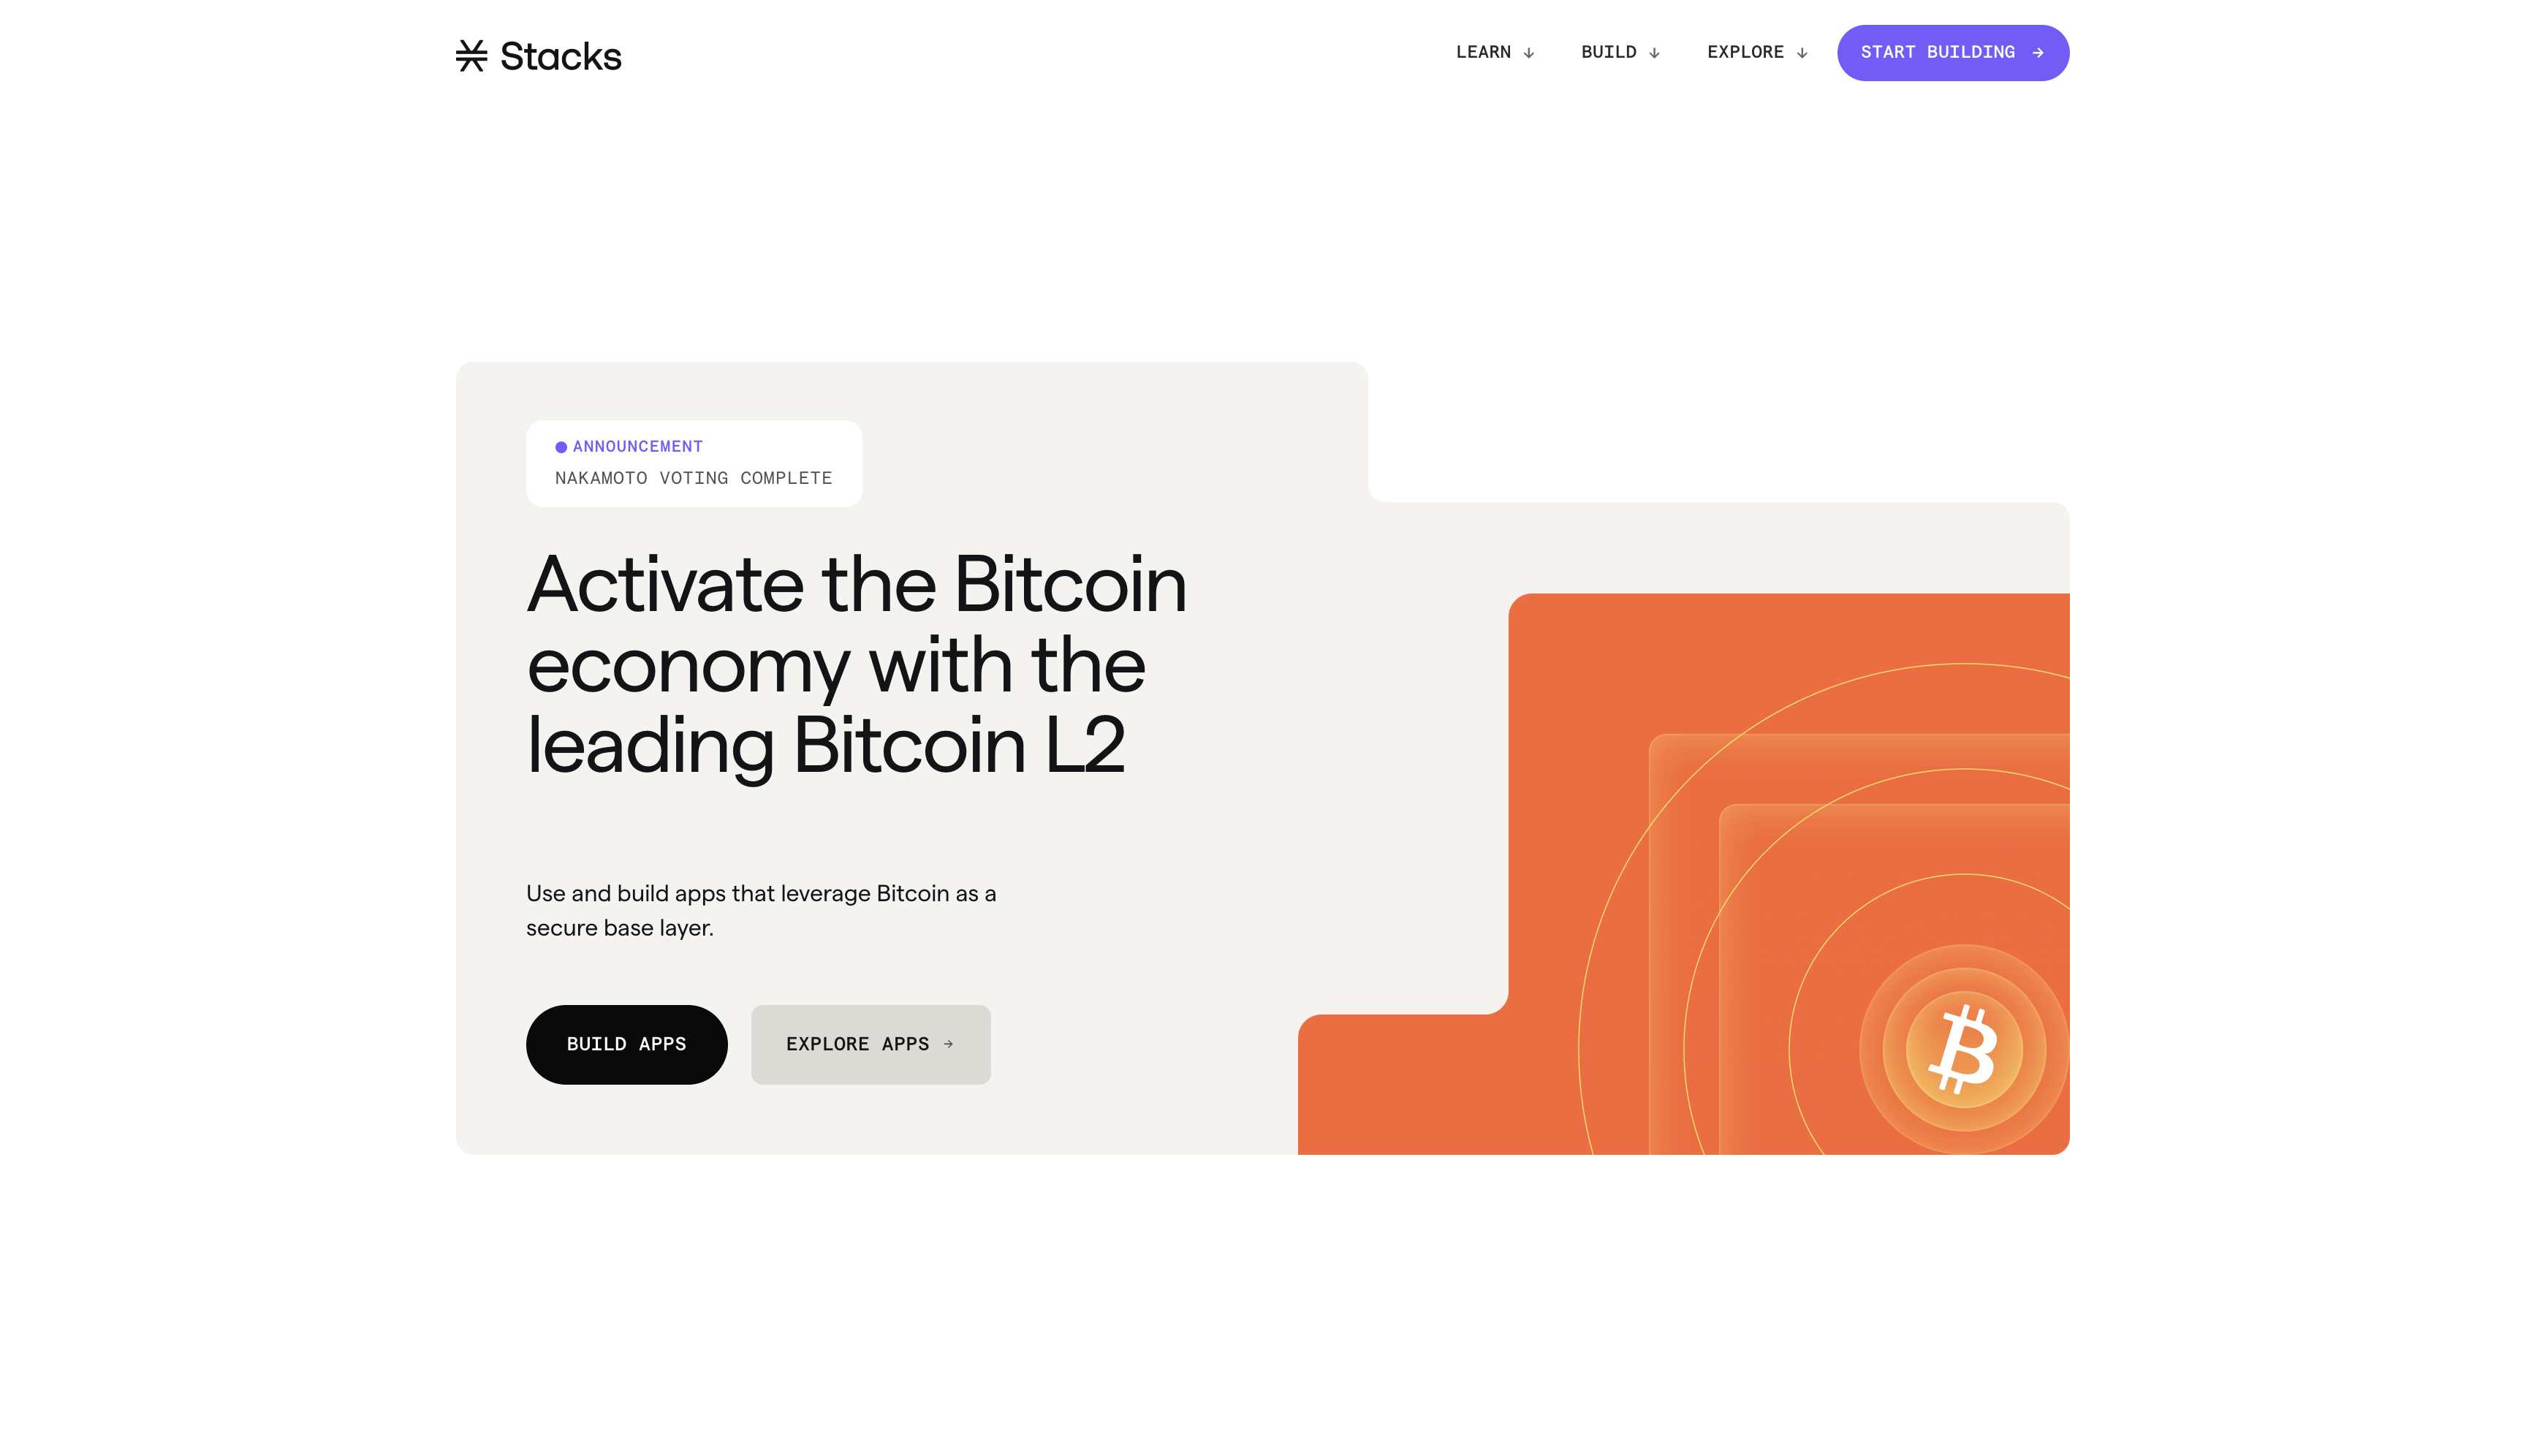 Stacks
LEARN ↓
BUILD ↓
EXPLORE ↓
START BUILDING →
ANNOUNCEMENT
NAKAMOTO VOTING COMPLETE
Activate the Bitcoin
economy with the
leading Bitcoin L2
Use and build apps that leverage Bitcoin as a
secure base layer.
BUILD APPS
EXPLORE APPS →